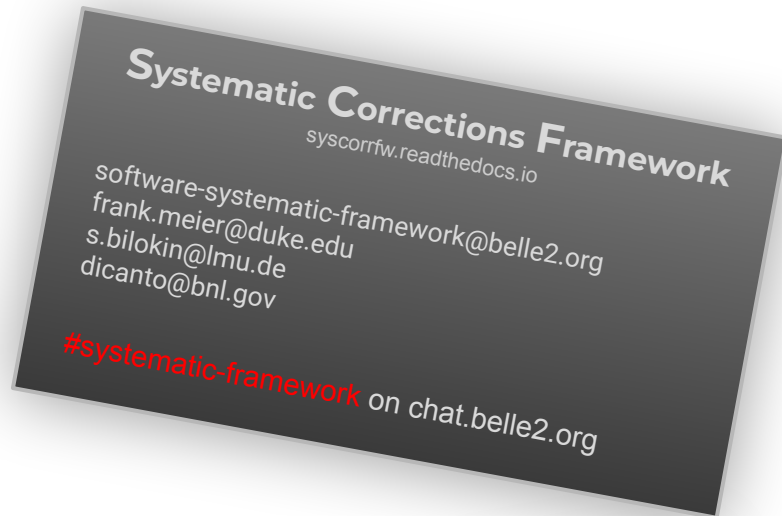 Systematic Corrections Framework
syscorrfw.readthedocs.io
software-systematic-framework@belle2.org
frank.meier@duke.edu
s.bilokin@lmu.de
dicanto@bnl.gov
#systematic-framework on chat.belle2.org